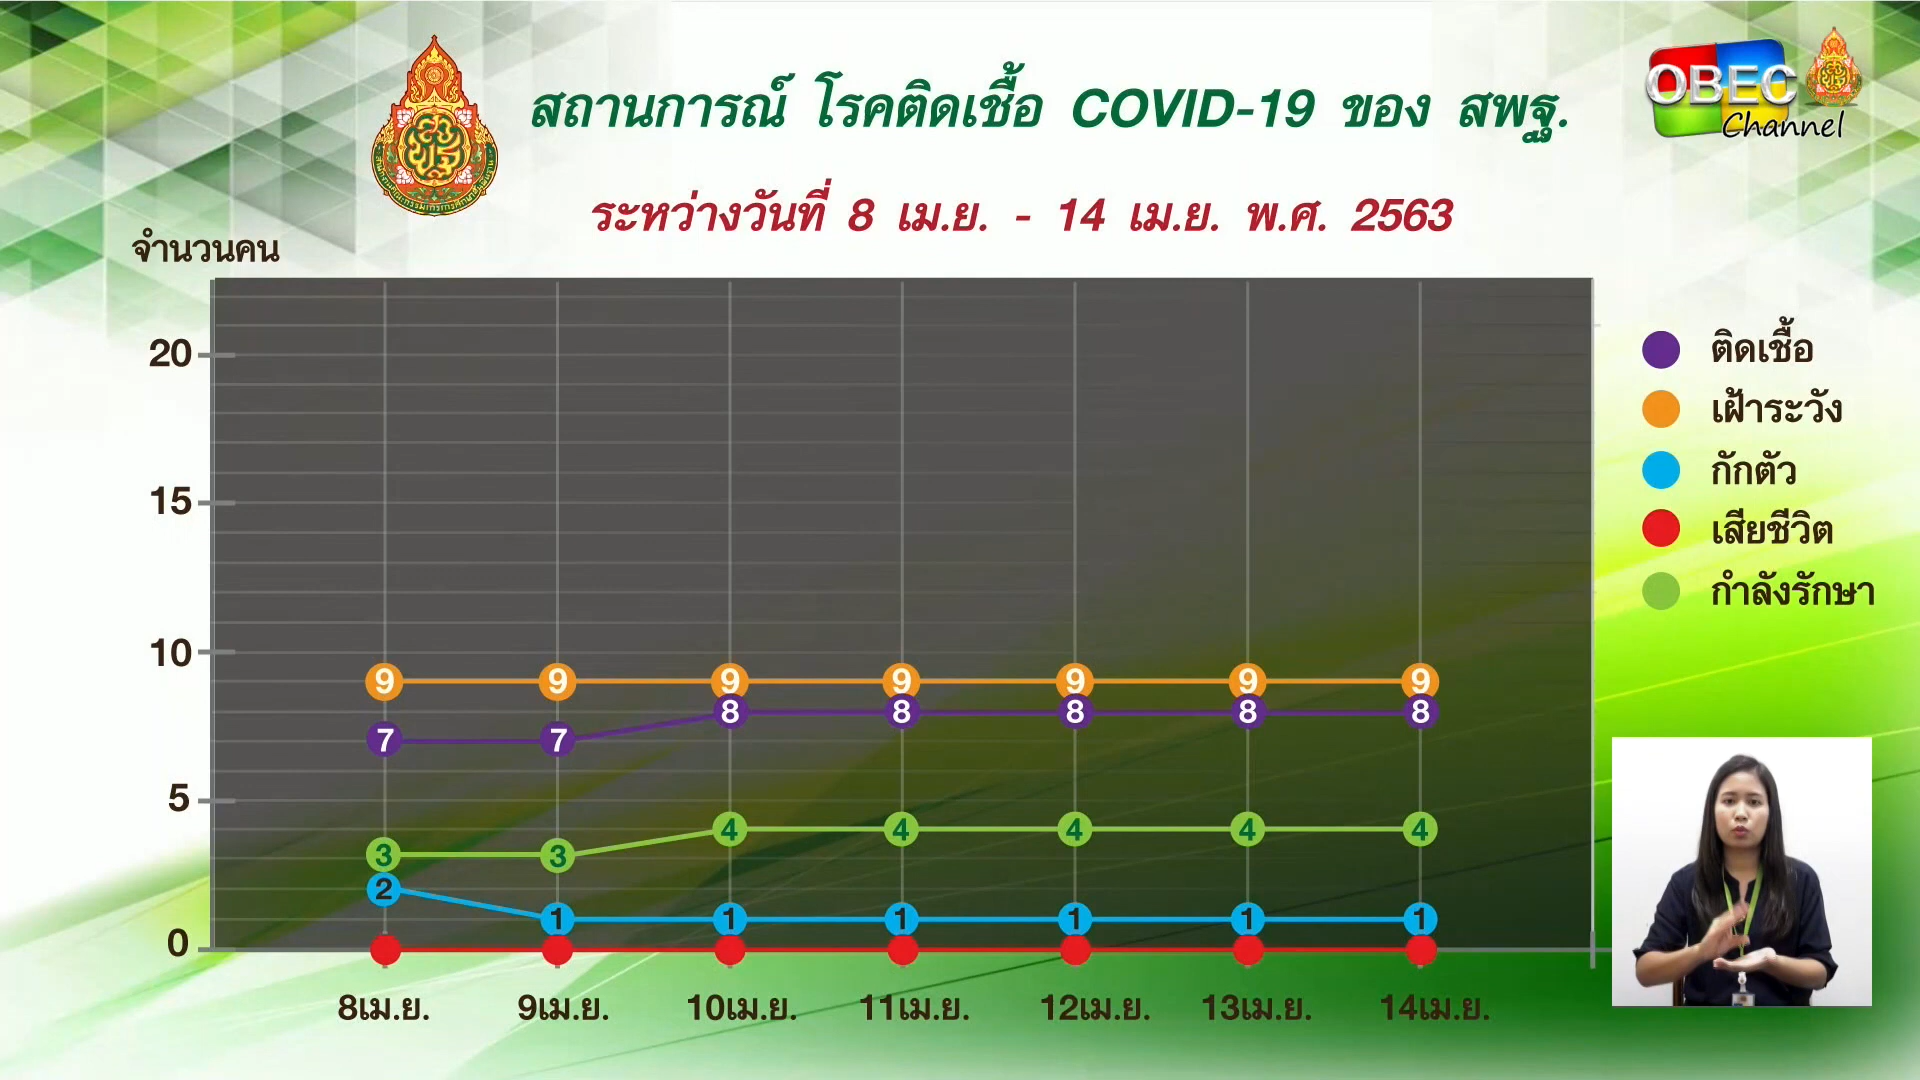 สถานการณ์ โรคติดเชื้อ COVID-19 ของ สพฐ.
OBEC
Channel
ระหว่างวันที่ 8 เม.ย. - 14 เม.ย. พ.ศ. 2563
จำนวนคน
20
15
10
5
0
9 9 9 9 9 9 9
7 7 8 8 8 8 8
3 3 4 4 4 4 4
2 1 1 1 1 1 1
8เม.ย. 9เม.ย. 10เม.ย. 11เม.ย. 12เม.ย. 13เม.ย. 14เม.ย.
ติดเชื้อ
เฝ้าระวัง
กักตัว
เสียชีวิต
กำลังรักษา